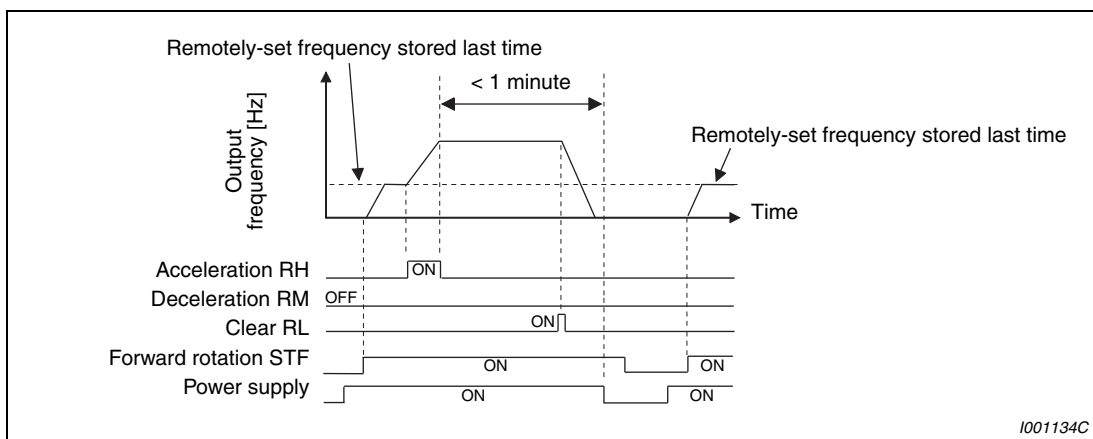 Remotely-set frequency stored last time
< 1 minute
Output
frequency [Hz]
Remotely-set frequency stored last time
Time
Acceleration RH
ON
Deceleration RM
OFF
Clear RL
ON
Forward rotation STF
ON
ON
Power supply
ON
ON
I001134C